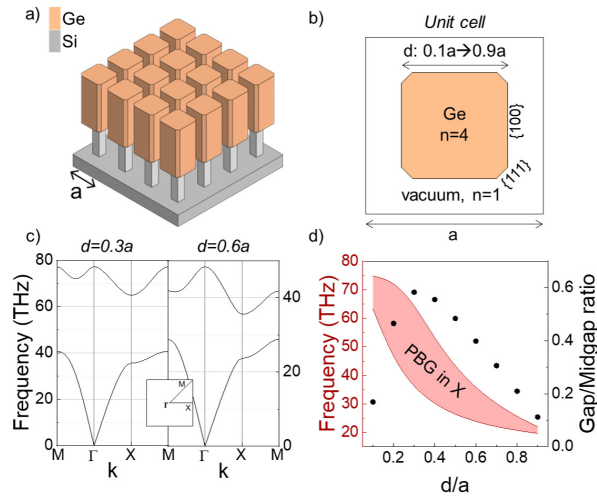 a)
Ge
Si
a
b)
Unit cell
d: 0.1a→0.9a
Ge
n=4
{100}
{111}
vacuum, n=1
a
c)
d=0.3a
d=0.6a
Frequency (THz)
80
60
40
20
0
40
20
0
M
Γ
X
M
Γ
X
M
M
Γ
X
k
k
d)
Frequency (THz)
80
70
60
50
40
30
20
PBG in X
0.6
0.4
0.2
0.0
Gap/Midgap ratio
0.2
0.4
0.6
0.8
d/a